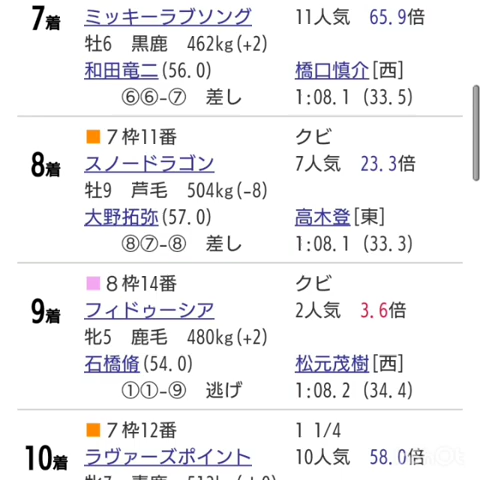 7着 ミッキーラブソング 11人気 65.9倍
牡6 黒鹿 462kg(+2)
和田竜二(56.0) 橋口慎介[西]
⑥⑥-⑦ 差し 1:08.1 (33.5)
■7枠11番 クビ
8着 スノードラゴン 7人気 23.3倍
牡9 芦毛 504kg(-8)
大野拓弥(57.0) 高木登[東]
⑧⑦-⑧ 差し 1:08.1 (33.3)
■8枠14番 クビ
9着 フィドゥーシア 2人気 3.6倍
牝5 鹿毛 480kg(+2)
石橋脩(54.0) 松元茂樹[西]
①①-⑨ 逃げ 1:08.2 (34.4)
■7枠12番 1 1/4
10着 ラヴァーズポイント 10人気 58.0倍